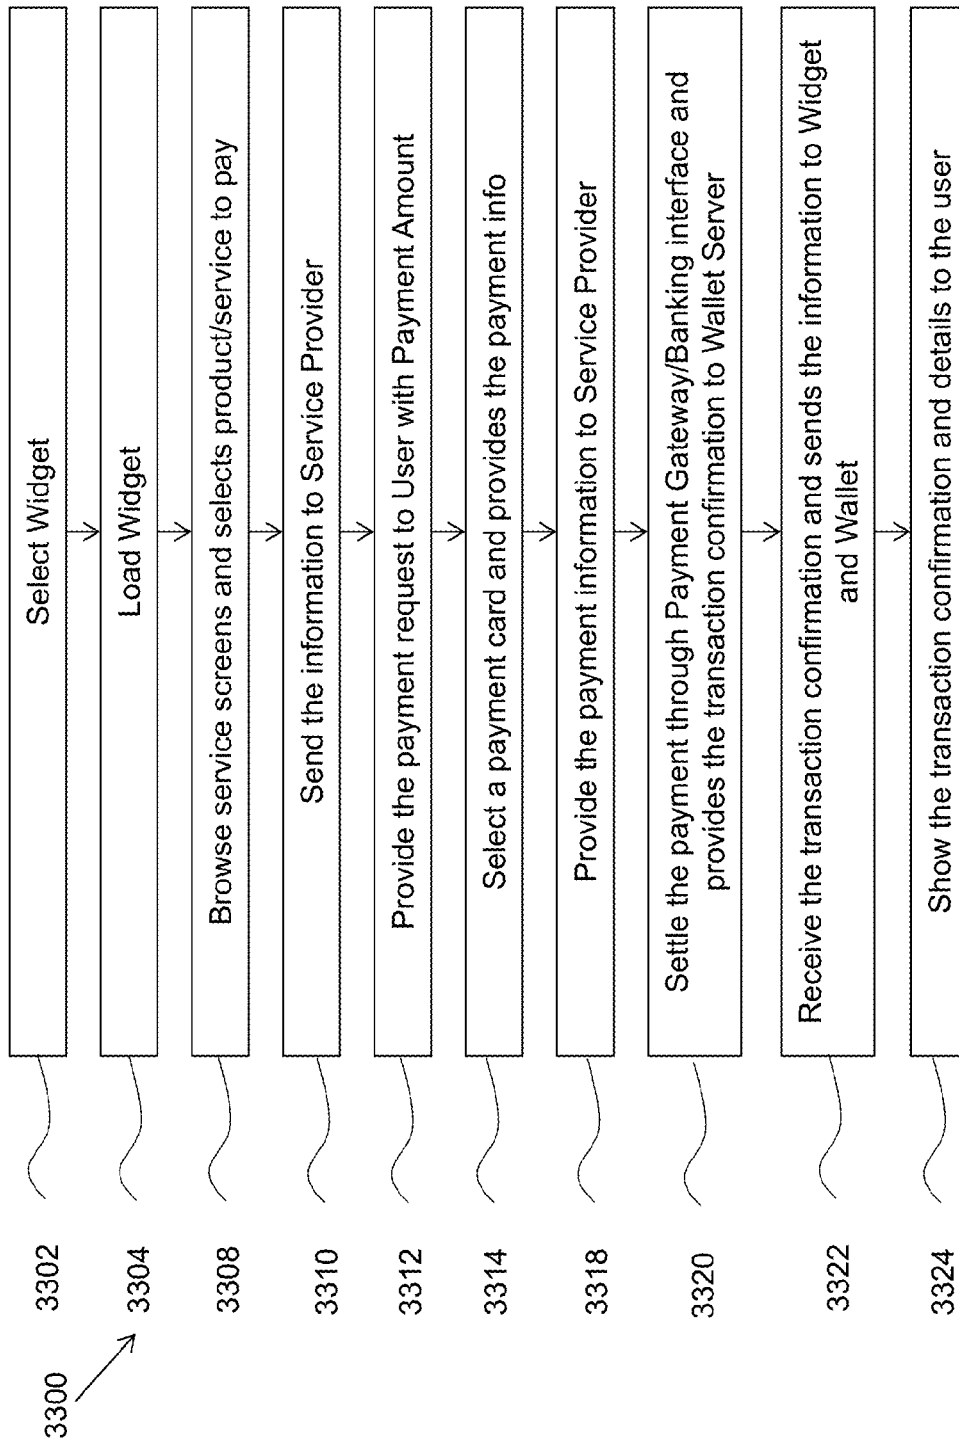 3300
3302
Select Widget
3304
Load Widget
3308
Browse service screens and selects product/service to pay
3310
Send the information to Service Provider
3312
Provide the payment request to User with Payment Amount
3314
Select a payment card and provides the payment info
3318
Provide the payment information to Service Provider
3320
Settle the payment through Payment Gateway/Banking interface and
provides the transaction confirmation to Wallet Server
3322
Receive the transaction confirmation and sends the information to Widget
and Wallet
3324
Show the transaction confirmation and details to the user